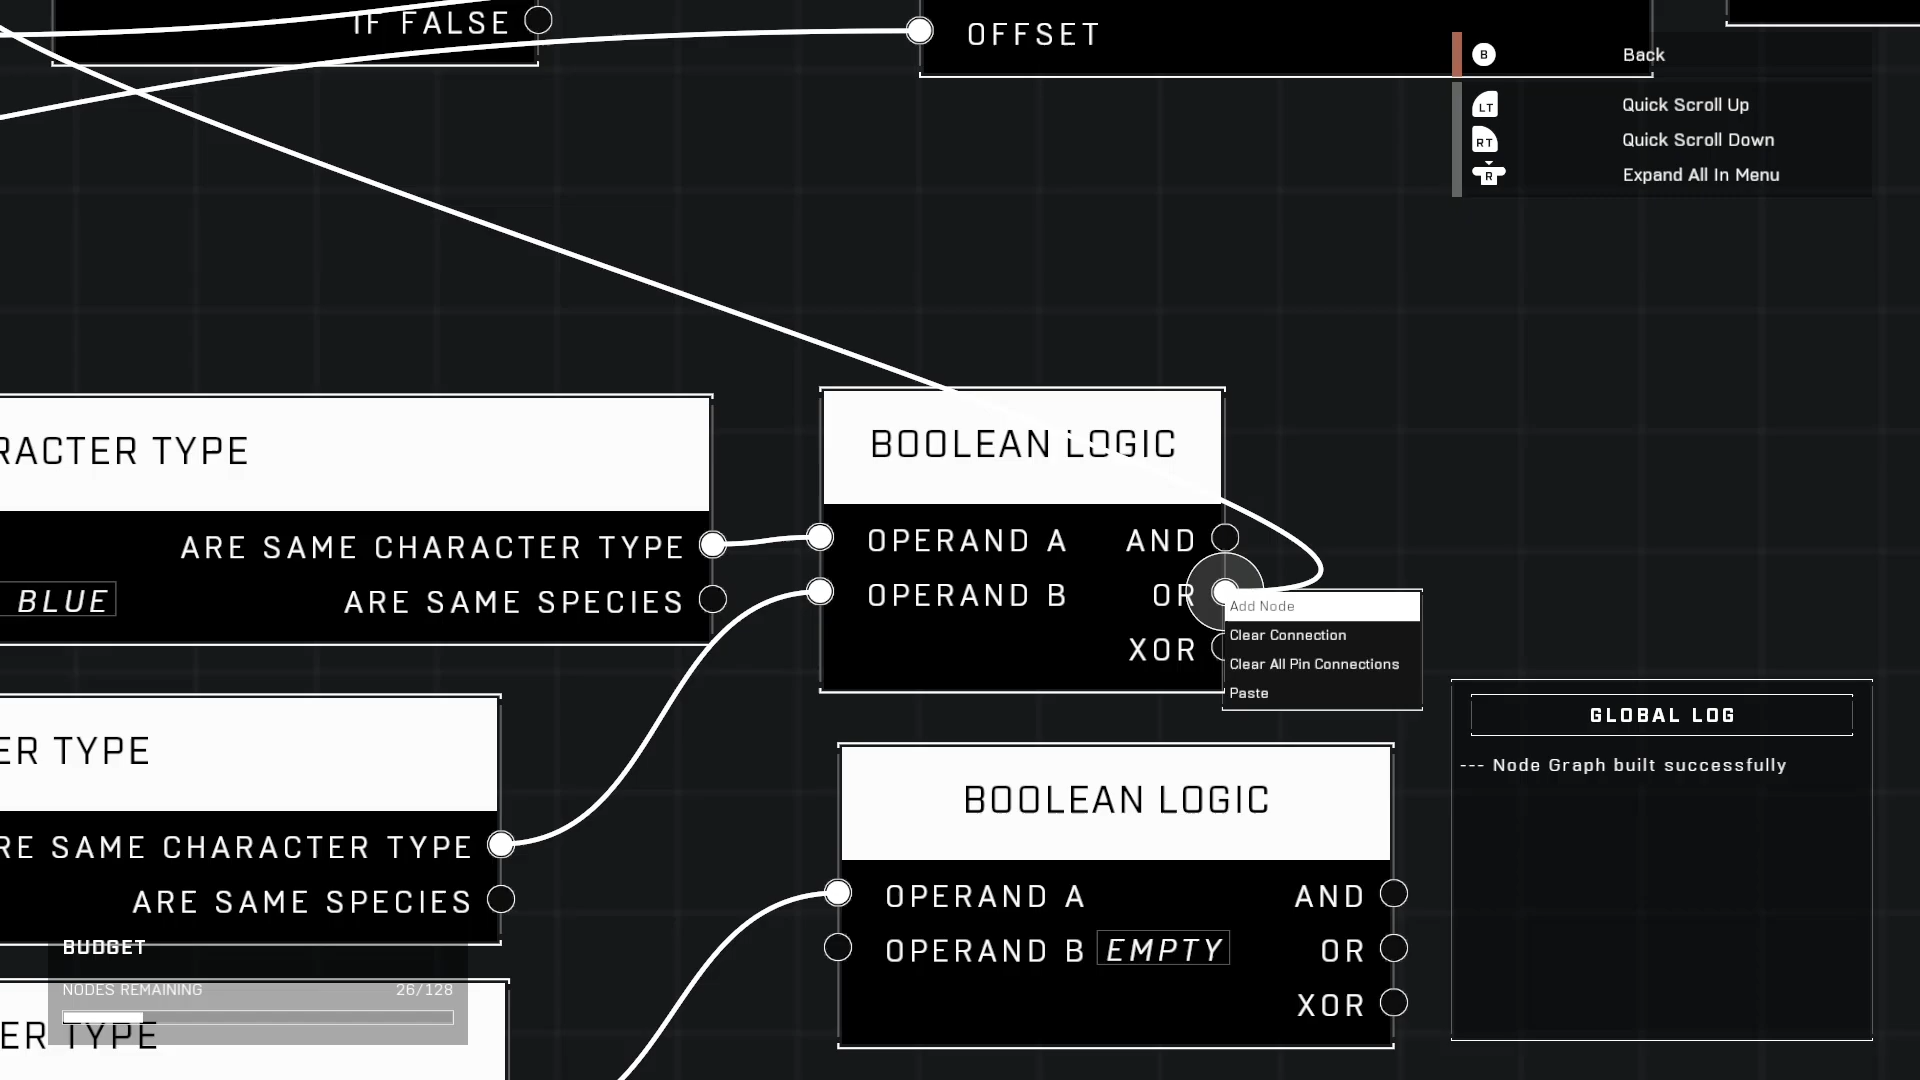 IF FALSE
OFFSET
B Back
LT Quick Scroll Up
RT Quick Scroll Down
R Expand All In Menu
RACTER TYPE
ARE SAME CHARACTER TYPE
BLUE ARE SAME SPECIES
BOOLEAN LOGIC
OPERAND A AND
OPERAND B OR
XOR
Add Node
Clear Connection
Clear All Pin Connections
Paste
ER TYPE
RE SAME CHARACTER TYPE
ARE SAME SPECIES
BOOLEAN LOGIC
OPERAND A AND
OPERAND B EMPTY OR
XOR
GLOBAL LOG
--- Node Graph built successfully
BUDGET
NODES REMAINING 26/128
ER TYPE